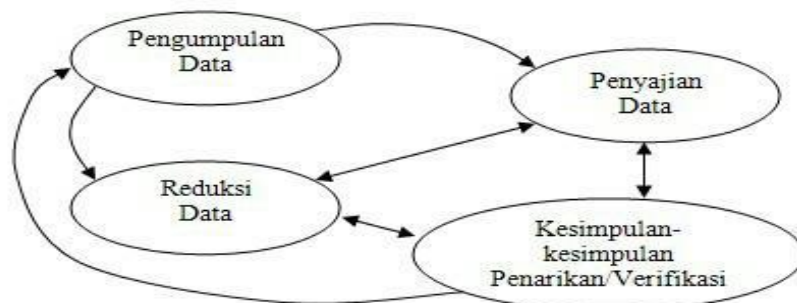 Pengumpulan
Data
Penyajian
Data
Reduksi
Data
Kesimpulan-
kesimpulan
Penarikan/Verifikasi